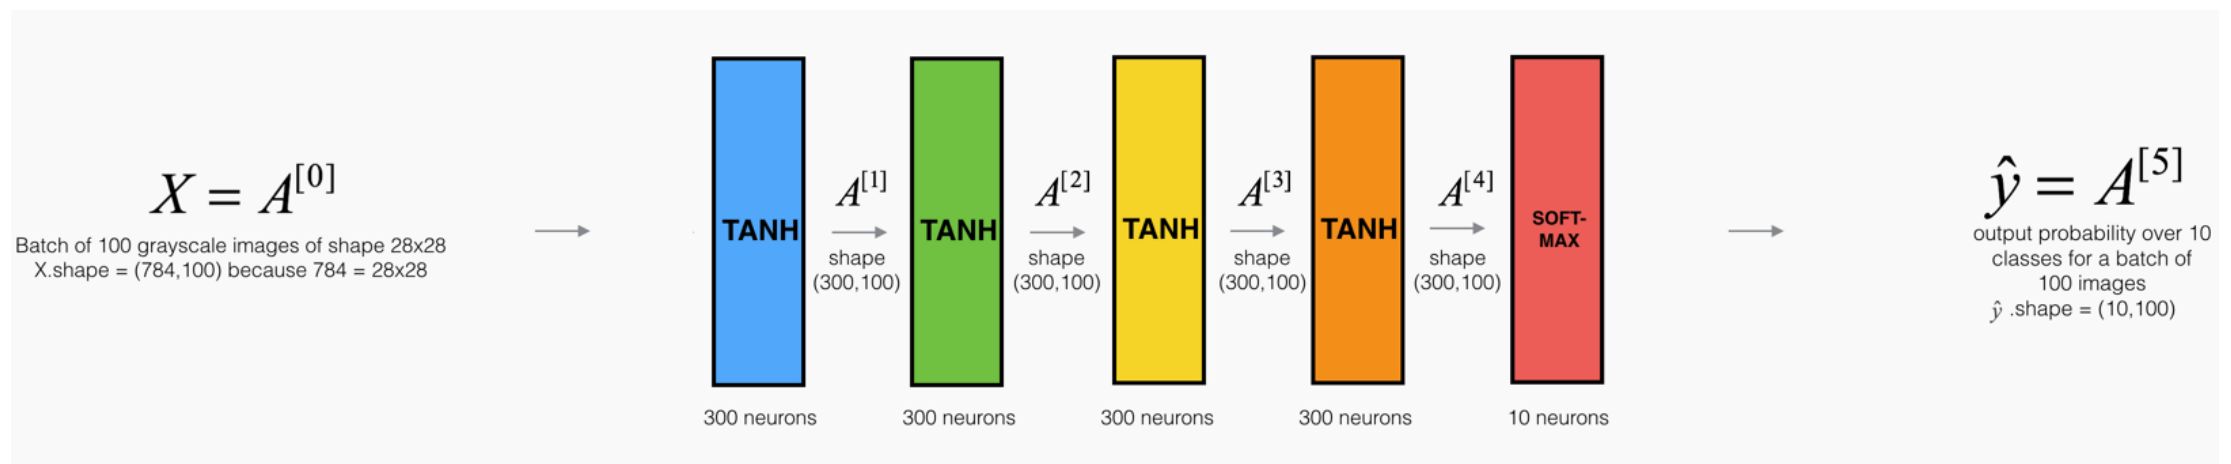 X = A^[0]
Batch of 100 grayscale images of shape 28x28
X.shape = (784,100) because 784 = 28x28
TANH
300 neurons
A^[1]
shape
(300,100)
TANH
300 neurons
A^[2]
shape
(300,100)
TANH
300 neurons
A^[3]
shape
(300,100)
TANH
300 neurons
A^[4]
shape
(300,100)
SOFT-
MAX
10 neurons
ŷ = A^[5]
output probability over 10
classes for a batch of
100 images
ŷ .shape = (10,100)